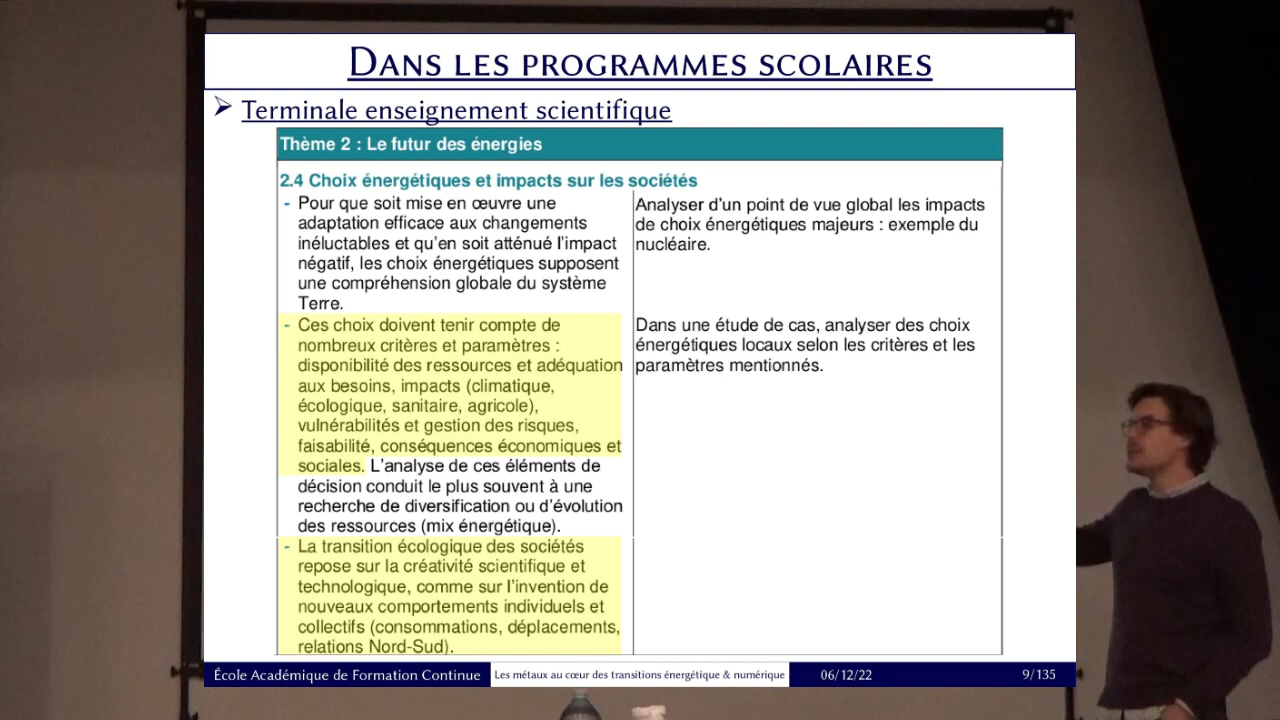 Dans les programmes scolaires
➢ Terminale enseignement scientifique
Thème 2 : Le futur des énergies
2.4 Choix énergétiques et impacts sur les sociétés
- Pour que soit mise en œuvre une
adaptation efficace aux changements
inéluctables et qu'en soit atténué l'impact
négatif, les choix énergétiques supposent
une compréhension globale du système
Terre.
Analyser d'un point de vue global les impacts
de choix énergétiques majeurs : exemple du
nucléaire.
- Ces choix doivent tenir compte de
nombreux critères et paramètres :
disponibilité des ressources et adéquation
aux besoins, impacts (climatique,
écologique, sanitaire, agricole),
vulnérabilités et gestion des risques,
faisabilité, conséquences économiques et
sociales. L'analyse de ces éléments de
décision conduit le plus souvent à une
recherche de diversification ou d'évolution
des ressources (mix énergétique).
Dans une étude de cas, analyser des choix
énergétiques locaux selon les critères et les
paramètres mentionnés.
- La transition écologique des sociétés
repose sur la créativité scientifique et
technologique, comme sur l'invention de
nouveaux comportements individuels et
collectifs (consommations, déplacements,
relations Nord-Sud).
École Académique de Formation Continue Les métaux au cœur des transitions énergétique & numérique 06/12/22 9/135